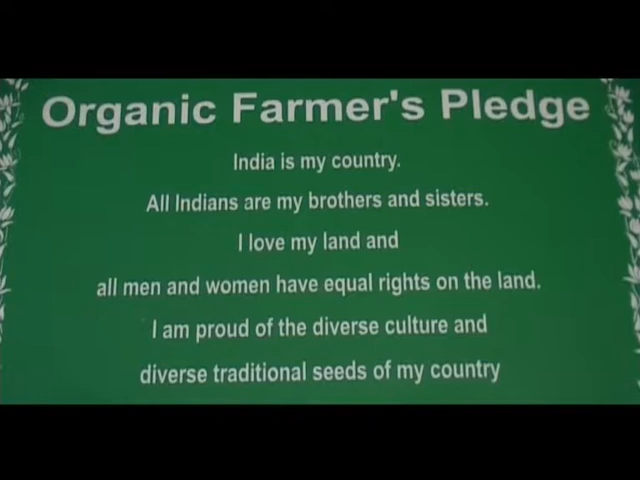 Organic Farmer's Pledge
India is my country.
All Indians are my brothers and sisters.
I love my land and
all men and women have equal rights on the land.
I am proud of the diverse culture and
diverse traditional seeds of my country